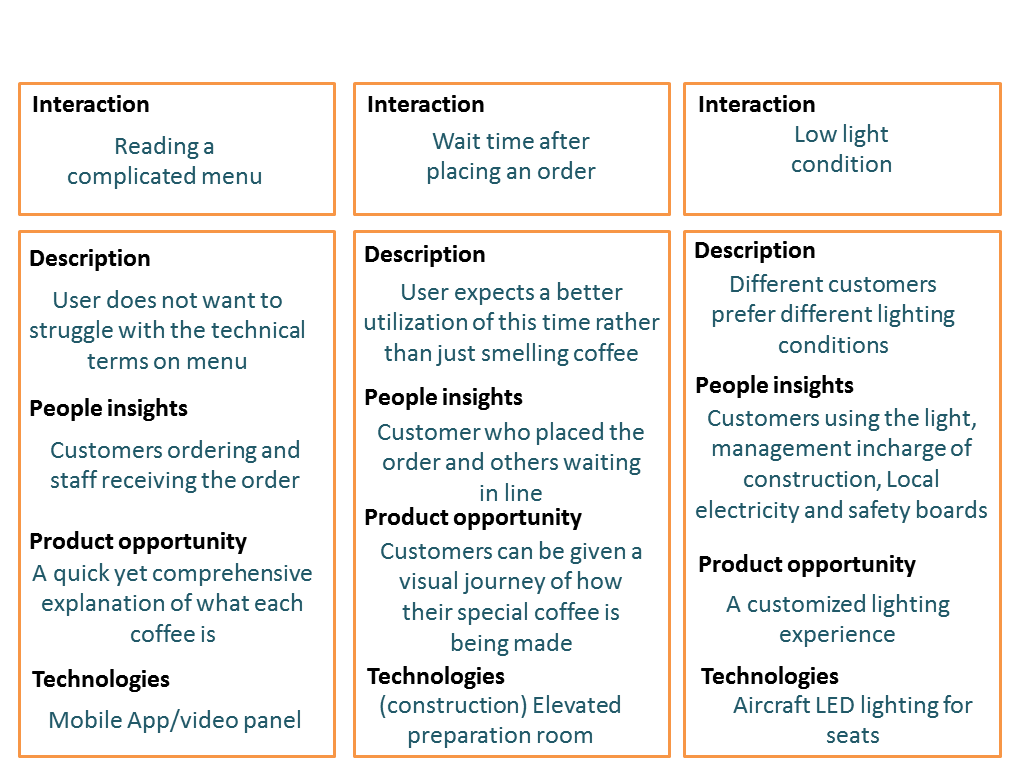 Interaction
Reading a
complicated menu
Description
User does not want to
struggle with the technical
terms on menu
People insights
Customers ordering and
staff receiving the order
Product opportunity
A quick yet comprehensive
explanation of what each
coffee is
Technologies
Mobile App/video panel
Interaction
Wait time after
placing an order
Description
User expects a better
utilization of this time rather
than just smelling coffee
People insights
Customer who placed the
order and others waiting
in line
Product opportunity
Customers can be given a
visual journey of how
their special coffee is
being made
Technologies
(construction) Elevated
preparation room
Interaction
Low light
condition
Description
Different customers
prefer different lighting
conditions
People insights
Customers using the light,
management incharge of
construction, Local
electricity and safety boards
Product opportunity
A customized lighting
experience
Technologies
Aircraft LED lighting for
seats